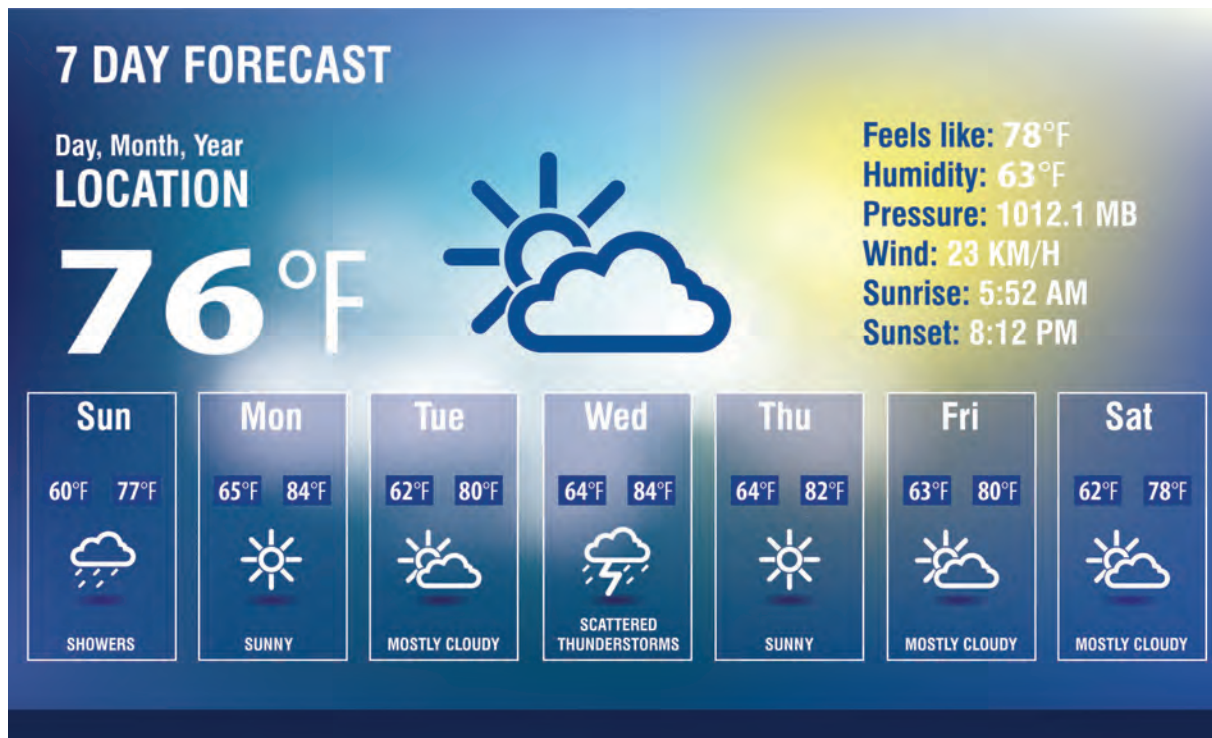 7 DAY FORECAST
Day, Month, Year
LOCATION
76°F
Feels like: 78°F
Humidity: 63°F
Pressure: 1012.1 MB
Wind: 23 KM/H
Sunrise: 5:52 AM
Sunset: 8:12 PM
Sun
60°F 77°F
SHOWERS
Mon
65°F 84°F
SUNNY
Tue
62°F 80°F
MOSTLY CLOUDY
Wed
64°F 84°F
SCATTERED
THUNDERSTORMS
Thu
64°F 82°F
SUNNY
Fri
63°F 80°F
MOSTLY CLOUDY
Sat
62°F 78°F
MOSTLY CLOUDY